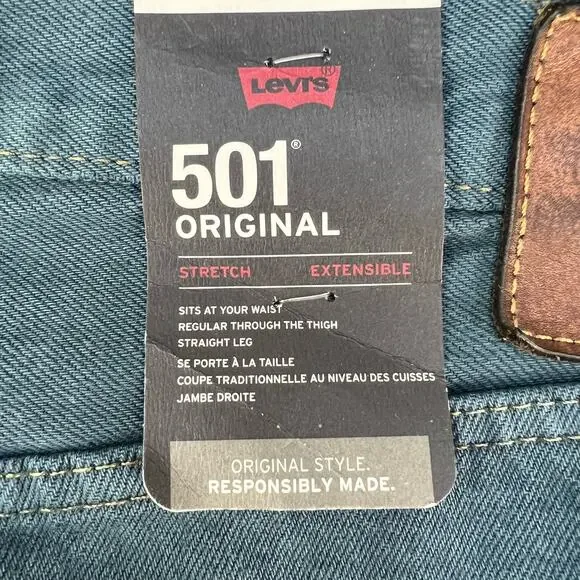 LEVI'S®
501®
ORIGINAL
STRETCH EXTENSIBLE
SITS AT YOUR WAIST
REGULAR THROUGH THE THIGH
STRAIGHT LEG
SE PORTE À LA TAILLE
COUPE TRADITIONNELLE AU NIVEAU DES CUISSES
JAMBE DROITE
ORIGINAL STYLE.
RESPONSIBLY MADE.